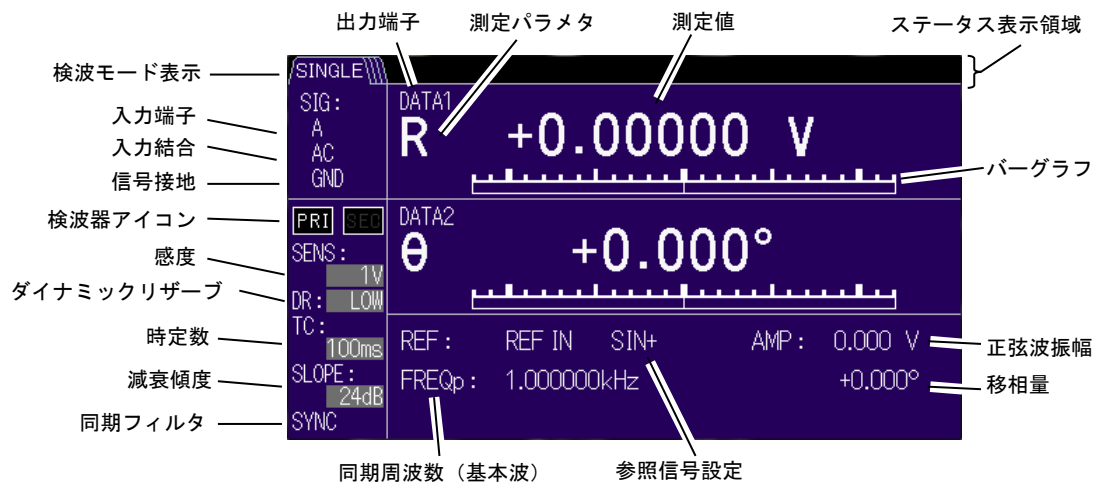 出力端子
測定パラメタ
測定値
ステータス表示領域
検波モード表示
入力端子
入力結合
信号接地
検波器アイコン
感度
ダイナミックリザーブ
時定数
減衰傾度
同期フィルタ
SINGLE
SIG:
A
AC
GND
PRI SEC
SENS:
1V
DR: LOW
TC:
100ms
SLOPE:
24dB
SYNC
DATA1
R +0.00000 V
DATA2
θ +0.000°
REF: REF IN SIN+ AMP: 0.000 V
FREQp: 1.000000kHz +0.000°
バーグラフ
正弦波振幅
移相量
同期周波数（基本波）
参照信号設定